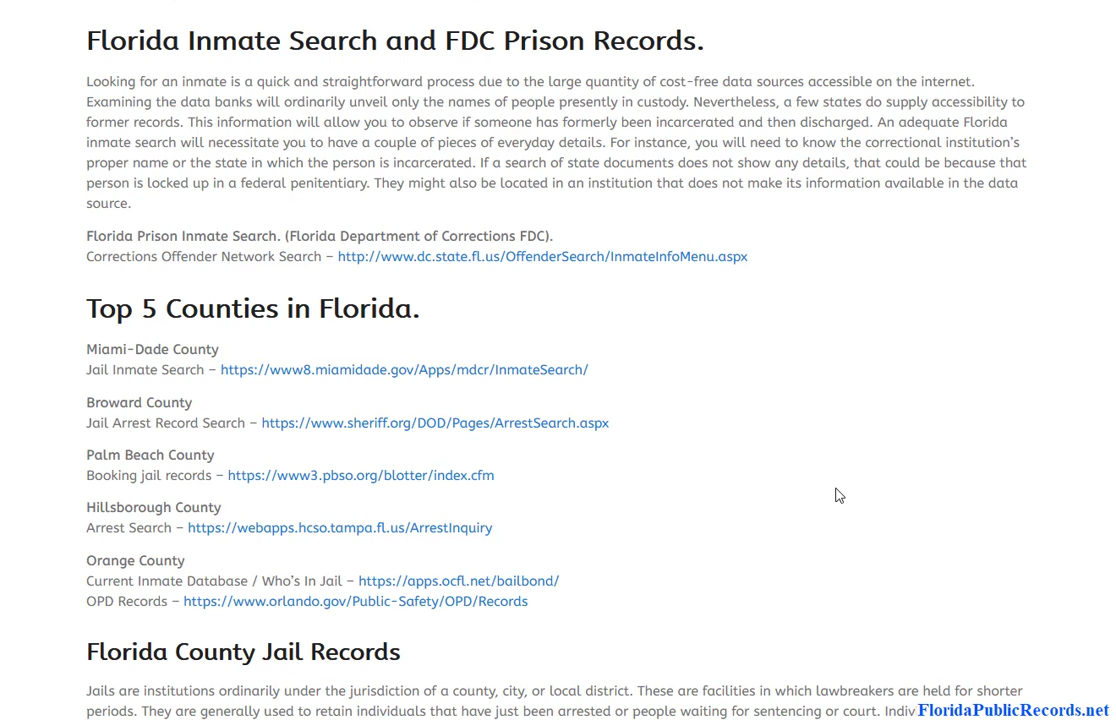 Florida Inmate Search and FDC Prison Records.
Looking for an inmate is a quick and straightforward process due to the large quantity of cost-free data sources accessible on the internet.
Examining the data banks will ordinarily unveil only the names of people presently in custody. Nevertheless, a few states do supply accessibility to
former records. This information will allow you to observe if someone has formerly been incarcerated and then discharged. An adequate Florida
inmate search will necessitate you to have a couple of pieces of everyday details. For instance, you will need to know the correctional institution's
proper name or the state in which the person is incarcerated. If a search of state documents does not show any details, that could be because that
person is locked up in a federal penitentiary. They might also be located in an institution that does not make its information available in the data
source.
Florida Prison Inmate Search. (Florida Department of Corrections FDC).
Corrections Offender Network Search – http://www.dc.state.fl.us/OffenderSearch/InmateInfoMenu.aspx
Top 5 Counties in Florida.
Miami-Dade County
Jail Inmate Search – https://www8.miamidade.gov/Apps/mdcr/InmateSearch/
Broward County
Jail Arrest Record Search – https://www.sheriff.org/DOD/Pages/ArrestSearch.aspx
Palm Beach County
Booking jail records – https://www3.pbso.org/blotter/index.cfm
Hillsborough County
Arrest Search – https://webapps.hcso.tampa.fl.us/ArrestInquiry
Orange County
Current Inmate Database / Who's In Jail – https://apps.ocfl.net/bailbond/
OPD Records – https://www.orlando.gov/Public-Safety/OPD/Records
Florida County Jail Records
Jails are institutions ordinarily under the jurisdiction of a county, city, or local district. These are facilities in which lawbreakers are held for shorter
periods. They are generally used to retain individuals that have just been arrested or people waiting for sentencing or court. Indiv
FloridaPublicRecords.net